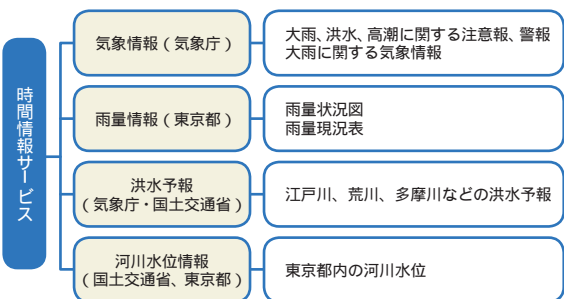 時間情報サービス
気象情報（気象庁）
大雨、洪水、高潮に関する注意報、警報
大雨に関する気象情報
雨量情報（東京都）
雨量状況図
雨量現況表
洪水予報
（気象庁・国土交通省）
江戸川、荒川、多摩川などの洪水予報
河川水位情報
（国土交通省、東京都）
東京都内の河川水位